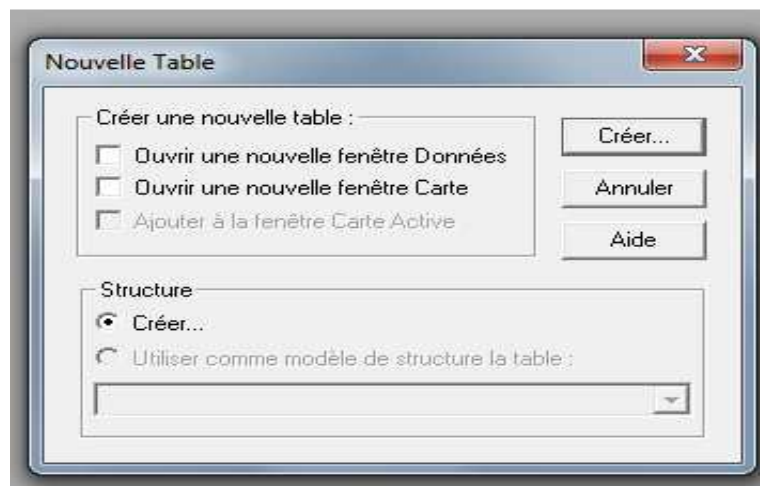 Nouvelle Table
Créer une nouvelle table :
Ouvrir une nouvelle fenêtre Données
Ouvrir une nouvelle fenêtre Carte
Ajouter à la fenêtre Carte Active
Créer...
Annuler
Aide
Structure
Créer...
Utiliser comme modèle de structure la table :